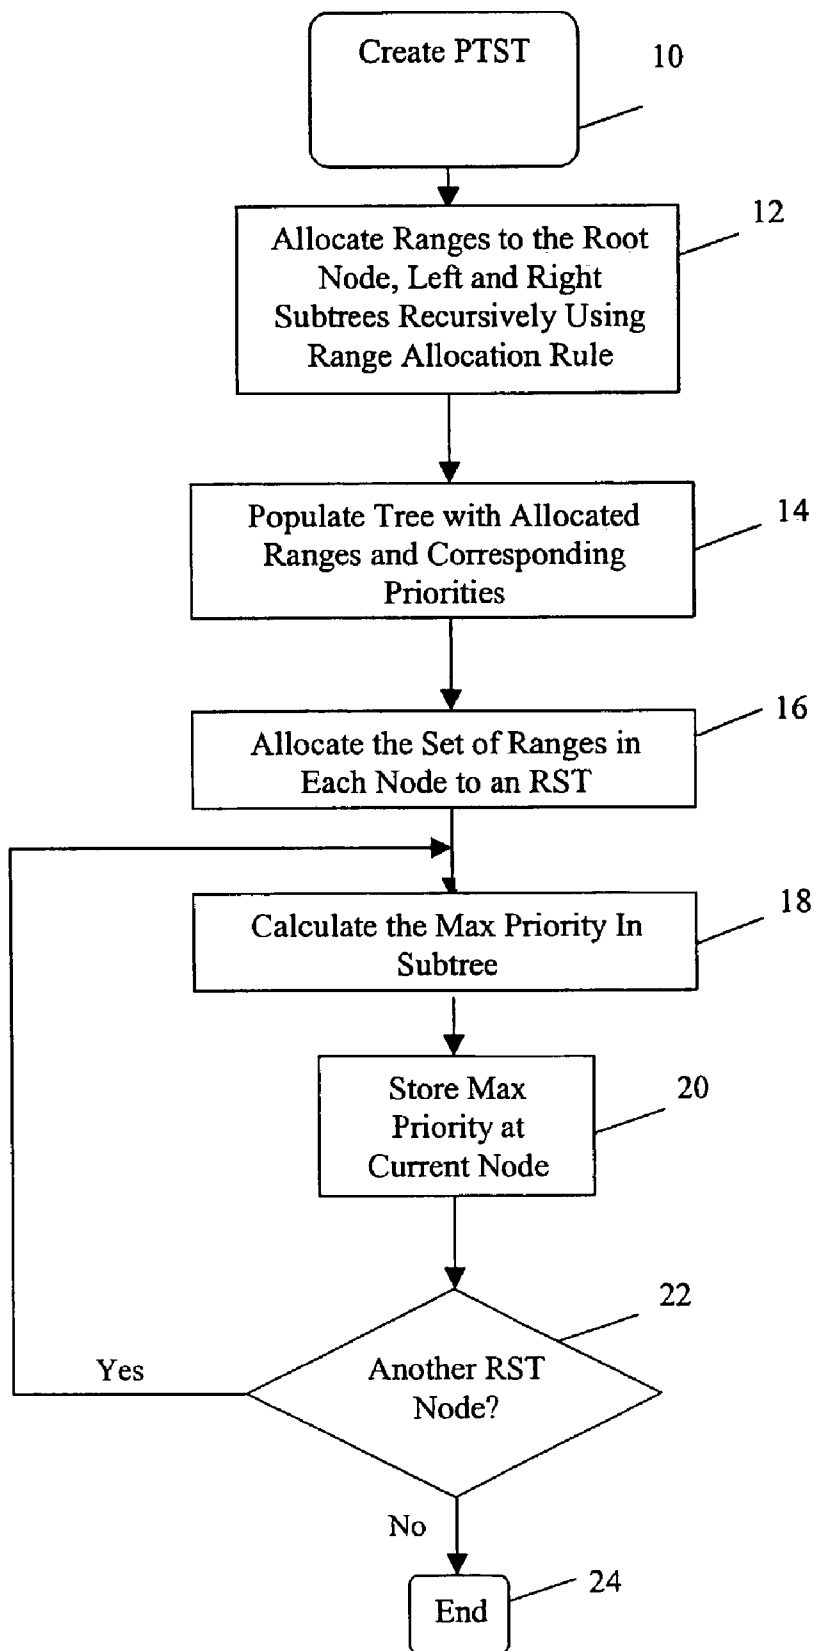 Create PTST
10
12
Allocate Ranges to the Root
Node, Left and Right
Subtrees Recursively Using
Range Allocation Rule
14
Populate Tree with Allocated
Ranges and Corresponding
Priorities
16
Allocate the Set of Ranges in
Each Node to an RST
18
Calculate the Max Priority In
Subtree
20
Store Max
Priority at
Current Node
22
Another RST
Node?
Yes
No
24
End